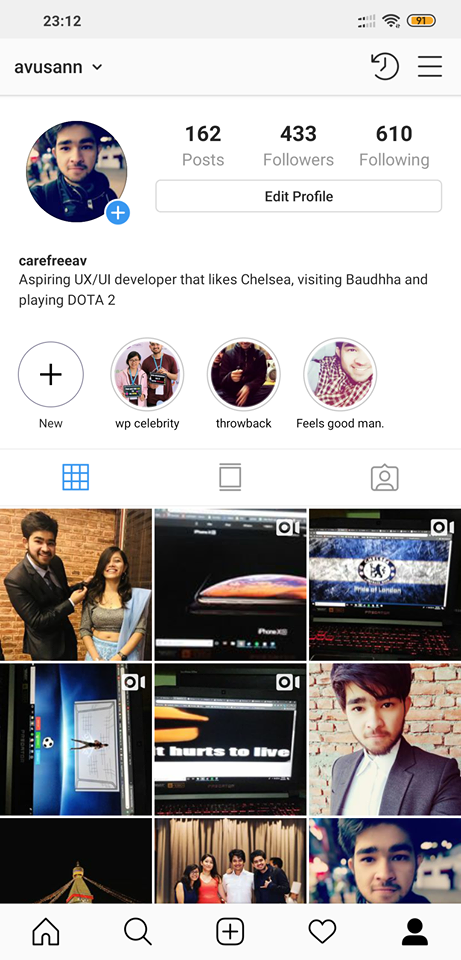 23:12
91
avusann
162
433
610
Posts
Followers
Following
Edit Profile
carefreeav
Aspiring UX/UI developer that likes Chelsea, visiting Baudhha and
playing DOTA 2
New
wp celebrity
throwback
Feels good man.
iPhone XS
CHELSEA
Pride of London
PREDATOR
t hurts to live